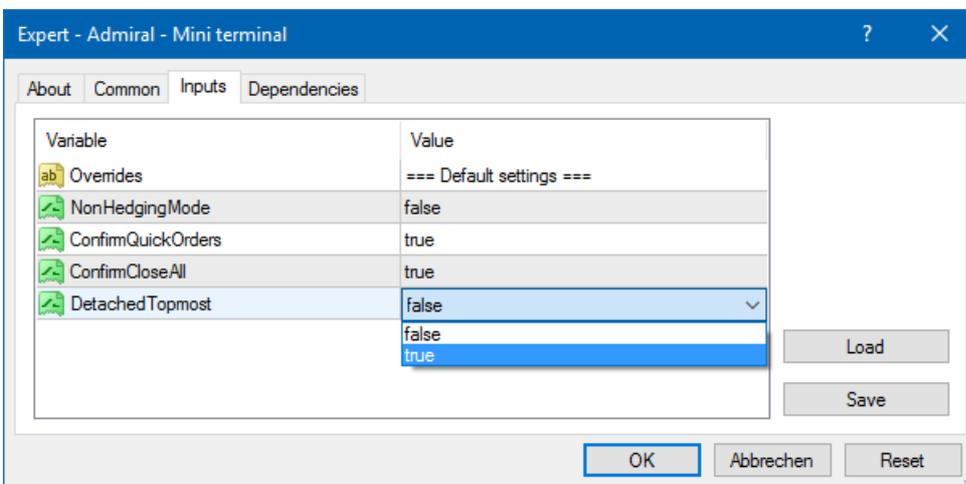 Expert - Admiral - Mini terminal ? ×
About Common Inputs Dependencies
Variable Value
ab Overrides === Default settings ===
NonHedgingMode false
ConfirmQuickOrders true
ConfirmCloseAll true
DetachedTopmost false
false
true
Load
Save
OK Abbrechen Reset